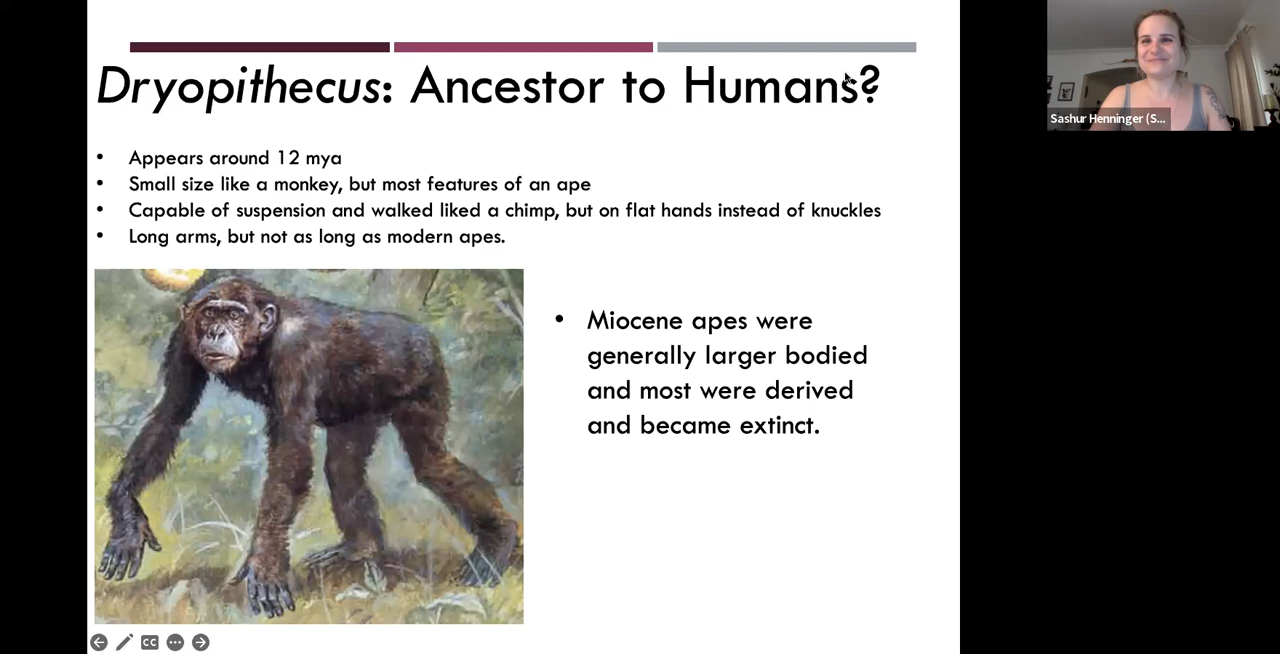 Dryopithecus: Ancestor to Humans?
• Appears around 12 mya
• Small size like a monkey, but most features of an ape
• Capable of suspension and walked liked a chimp, but on flat hands instead of knuckles
• Long arms, but not as long as modern apes.
• Miocene apes were
generally larger bodied
and most were derived
and became extinct.
Sashur Henninger (S...
CC